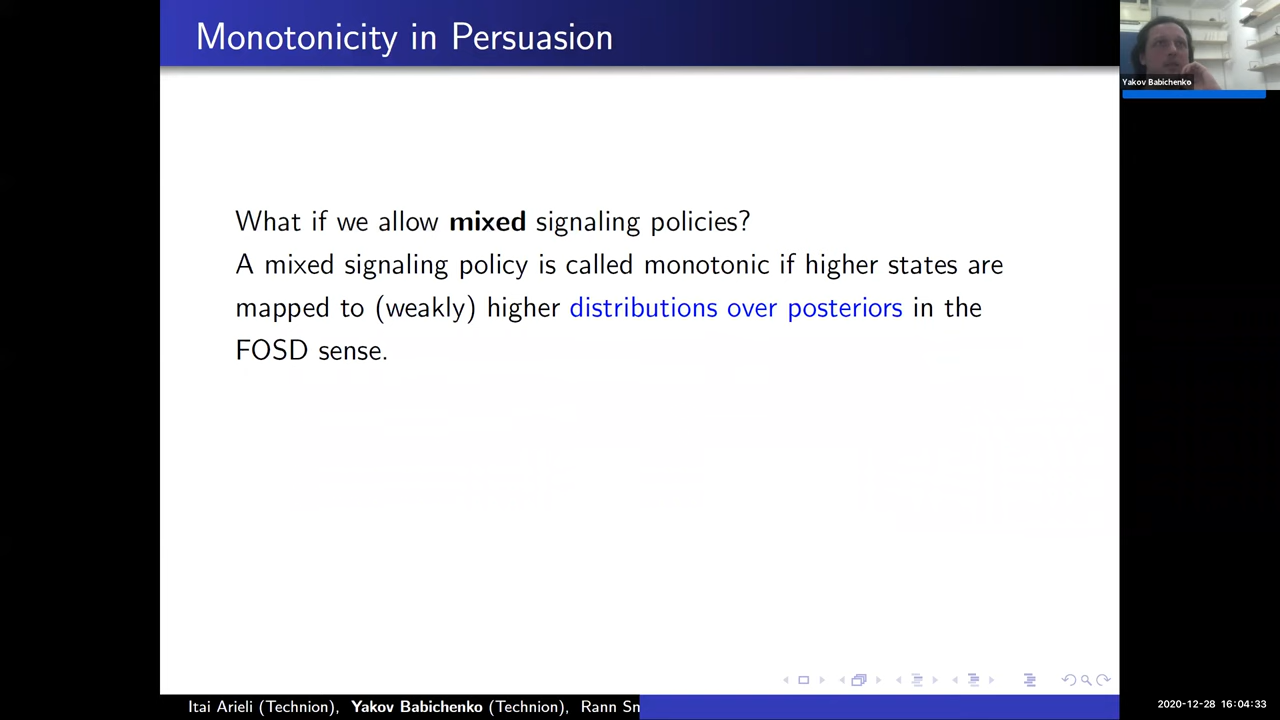 Monotonicity in Persuasion
Yakov Babichenko
What if we allow mixed signaling policies?
A mixed signaling policy is called monotonic if higher states are
mapped to (weakly) higher distributions over posteriors in the
FOSD sense.
Itai Arieli (Technion), Yakov Babichenko (Technion), Rann Sn
2020-12-28 16:04:33